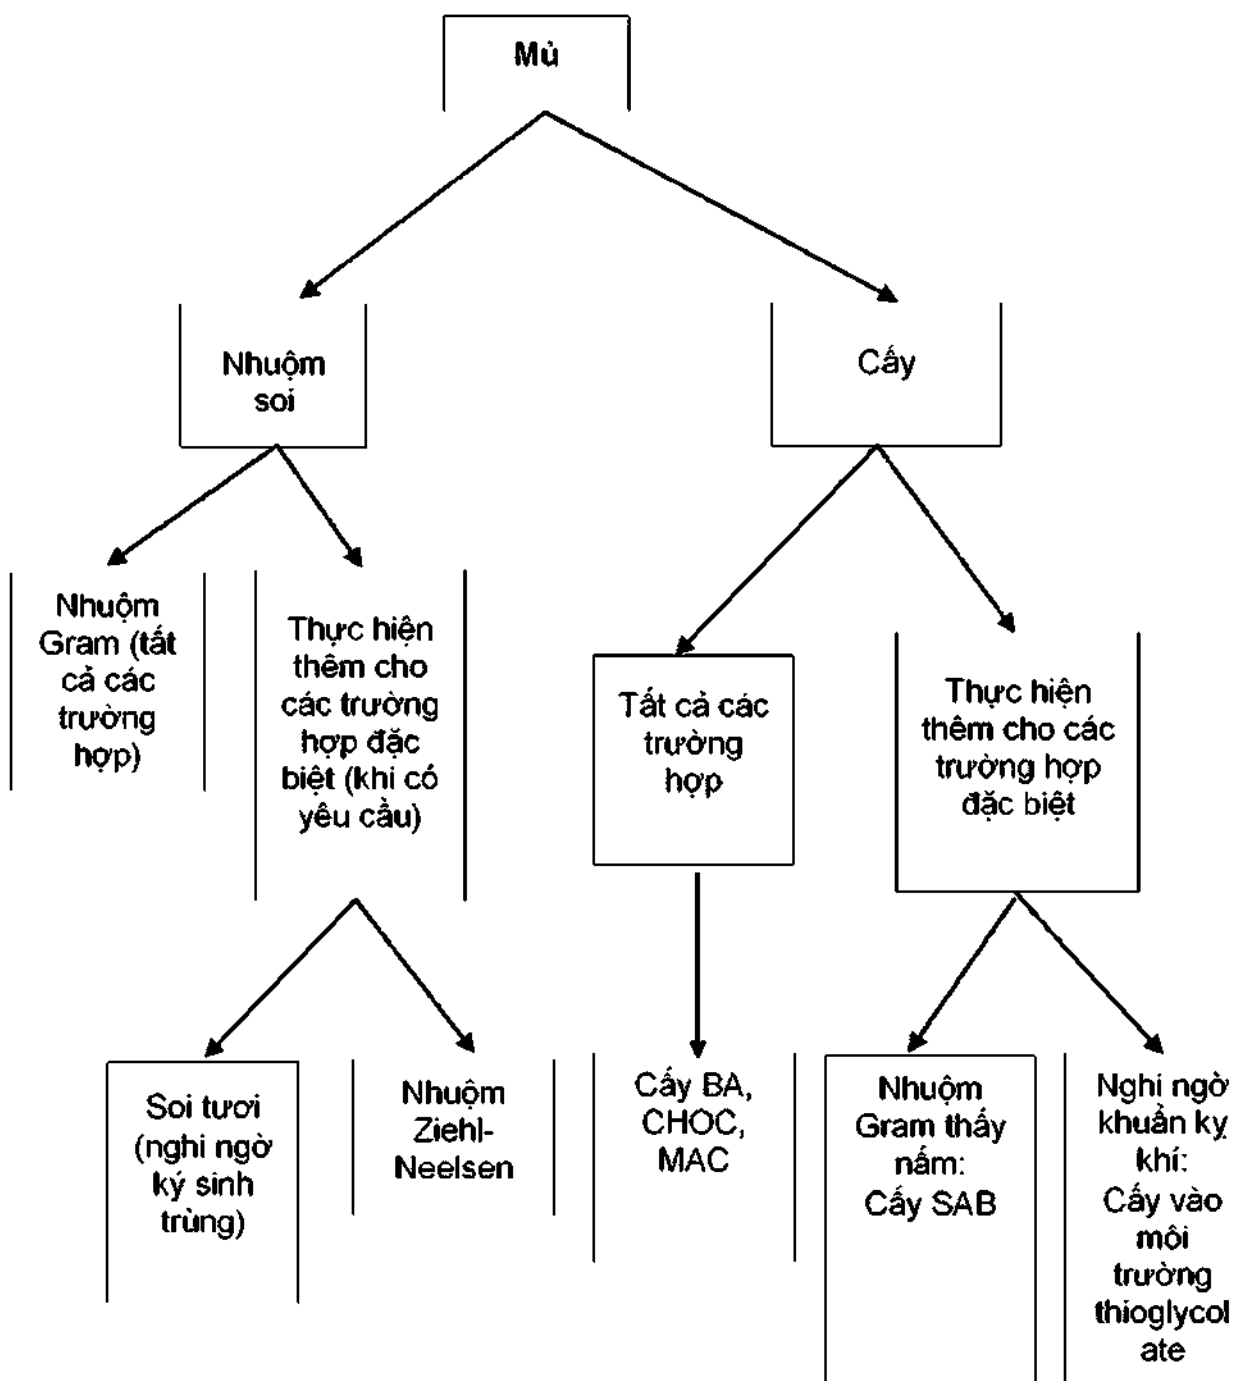 Mủ
Nhuộm
soi
Cấy
Nhuộm
Gram (tất
cả các
trường
hợp)
Thực hiện
thêm cho
các trường
hợp đặc
biệt (khi có
yêu cầu)
Tất cả các
trường
hợp
Thực hiện
thêm cho các
trường hợp
đặc biệt
Soi tươi
(nghi ngờ
ký sinh
trùng)
Nhuộm
Ziehl-
Neelsen
Cấy BA,
CHOC,
MAC
Nhuộm
Gram thấy
nấm:
Cấy SAB
Nghi ngờ
khuẩn kỵ
khí:
Cấy vào
môi
trường
thioglycol
ate